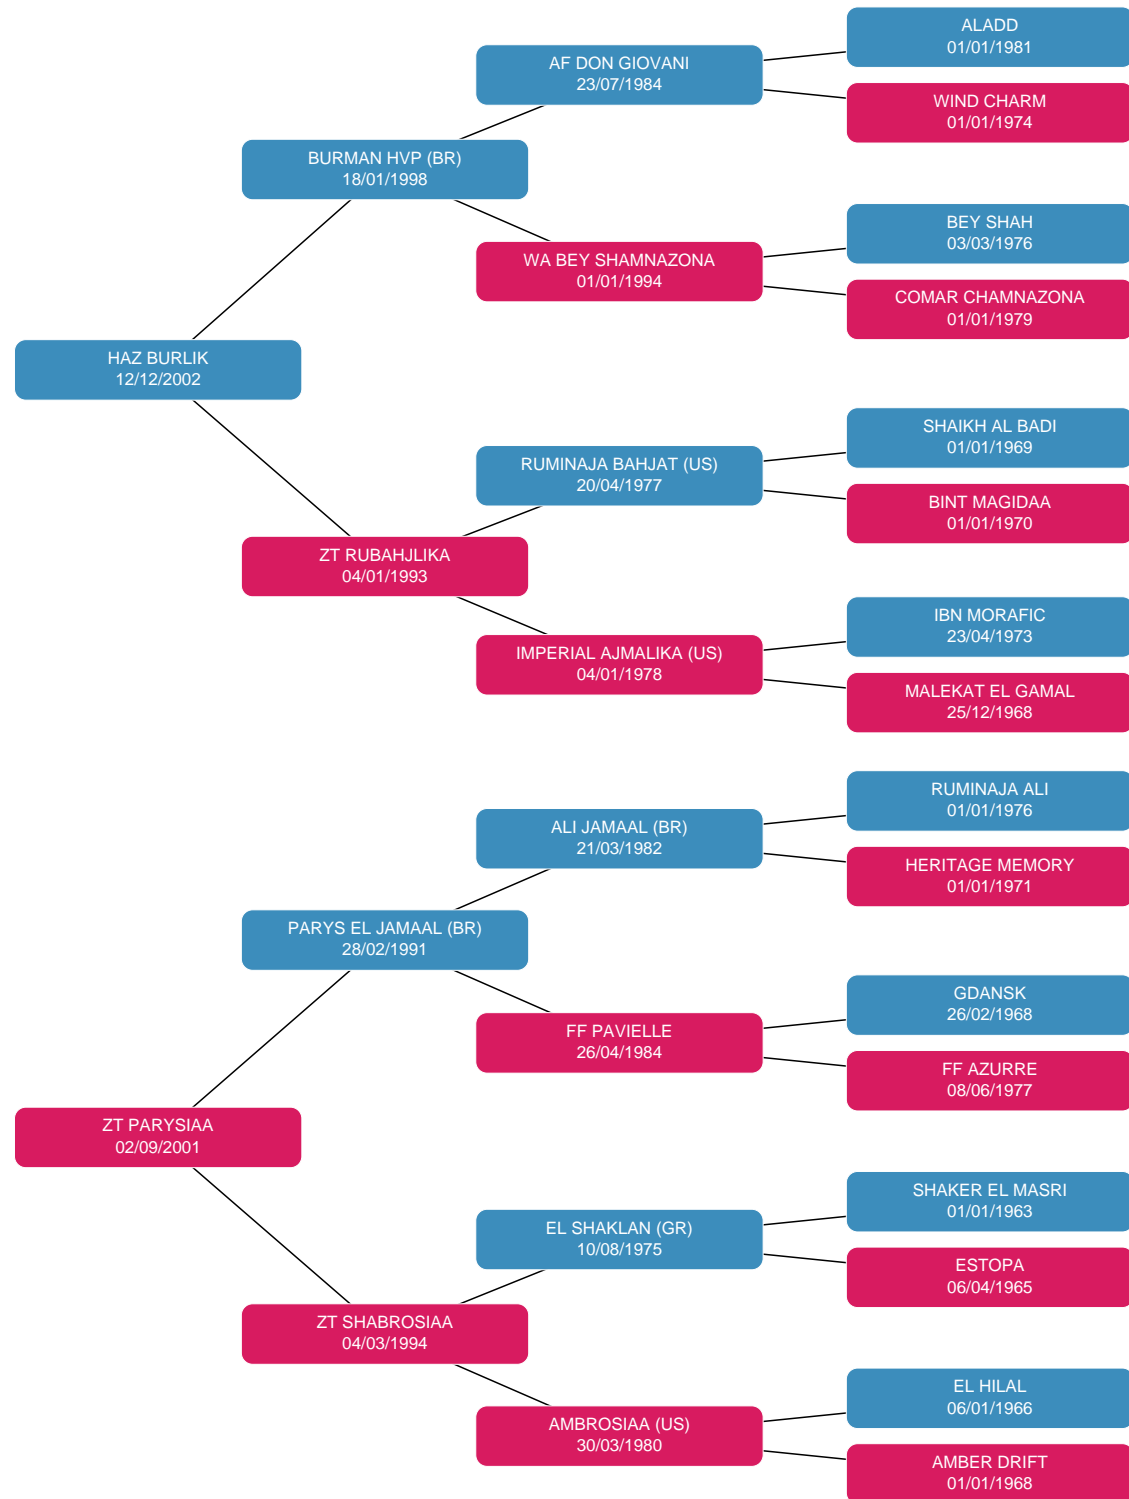 ALADD
01/01/1981
AF DON GIOVANI
23/07/1984
WIND CHARM
01/01/1974
BURMAN HVP (BR)
18/01/1998
BEY SHAH
03/03/1976
WA BEY SHAMNAZONA
01/01/1994
COMAR CHAMNAZONA
01/01/1979
HAZ BURLIK
12/12/2002
SHAIKH AL BADI
01/01/1969
RUMINAJA BAHJAT (US)
20/04/1977
BINT MAGIDAA
01/01/1970
ZT RUBAHJLIKA
04/01/1993
IBN MORAFIC
23/04/1973
IMPERIAL AJMALIKA (US)
04/01/1978
MALEKAT EL GAMAL
25/12/1968
RUMINAJA ALI
01/01/1976
ALI JAMAAL (BR)
21/03/1982
HERITAGE MEMORY
01/01/1971
PARYS EL JAMAAL (BR)
28/02/1991
GDANSK
26/02/1968
FF PAVIELLE
26/04/1984
FF AZURRE
08/06/1977
ZT PARYSIAA
02/09/2001
SHAKER EL MASRI
01/01/1963
EL SHAKLAN (GR)
10/08/1975
ESTOPA
06/04/1965
ZT SHABROSIAA
04/03/1994
EL HILAL
06/01/1966
AMBROSIAA (US)
30/03/1980
AMBER DRIFT
01/01/1968